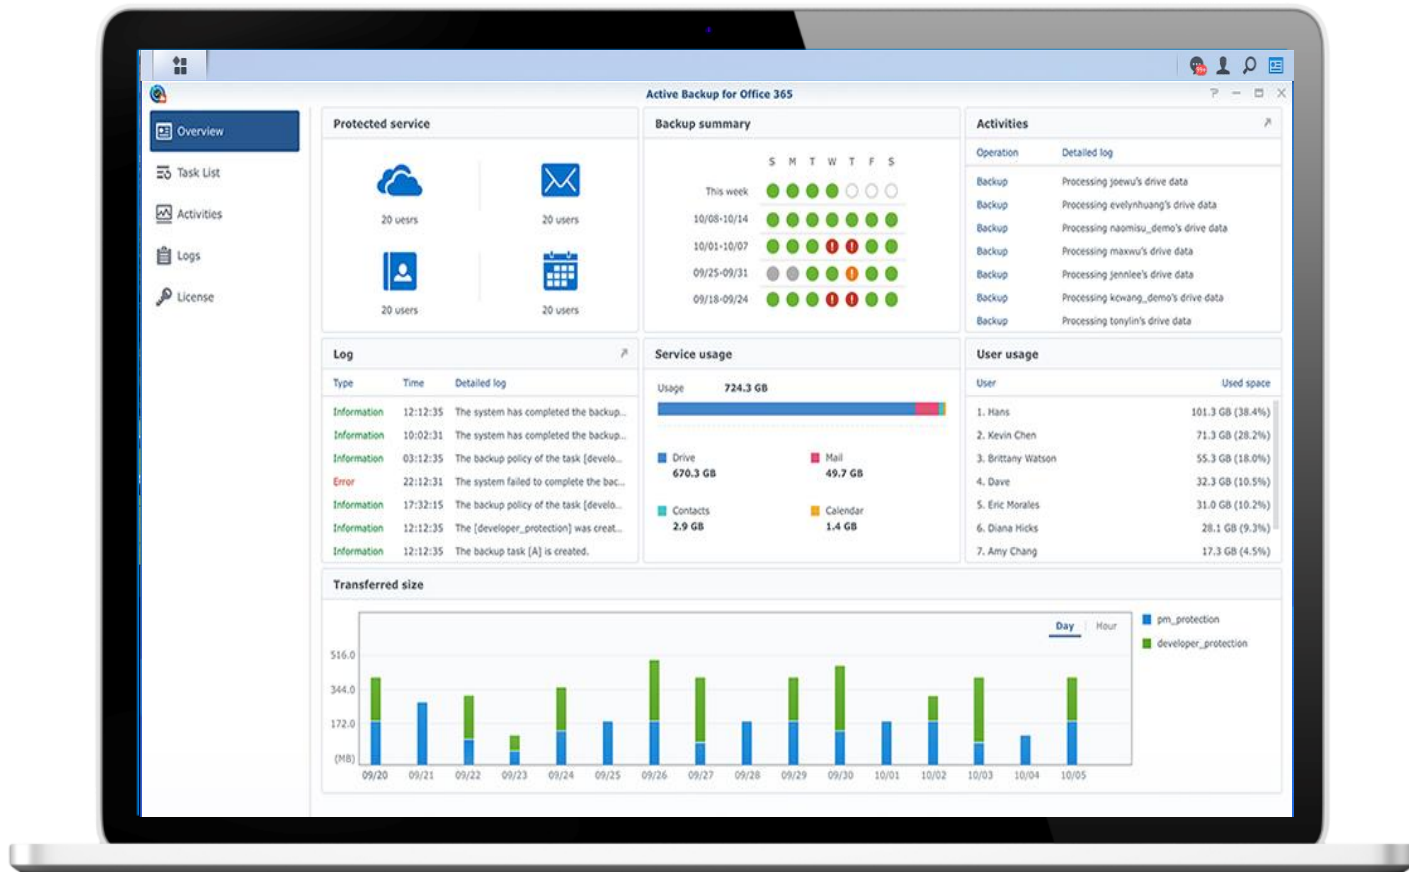 99+
Active Backup for Office 365
Overview
Task List
Activities
Logs
License
Protected service
20 uesrs
20 users
20 users
20 users
Backup summary
S M T W T F S
This week
10/08-10/14
10/01-10/07
09/25-09/31
09/18-09/24
Activities
Operation Detailed log
Backup Processing joewu's drive data
Backup Processing evelynhuang's drive data
Backup Processing naomisu_demo's drive data
Backup Processing maxwu's drive data
Backup Processing jennlee's drive data
Backup Processing kcwang_demo's drive data
Backup Processing tonylin's drive data
Log
Type Time Detailed log
Information 12:12:35 The system has completed the backup...
Information 10:02:31 The system has completed the backup...
Information 03:12:35 The backup policy of the task [develo...
Error 22:12:31 The system failed to complete the bac...
Information 17:32:15 The backup policy of the task [develo...
Information 12:12:35 The [developer_protection] was creat...
Information 12:12:35 The backup task [A] is created.
Service usage
Usage 724.3 GB
Drive
670.3 GB
Mail
49.7 GB
Contacts
2.9 GB
Calendar
1.4 GB
User usage
User Used space
1. Hans 101.3 GB (38.4%)
2. Kevin Chen 71.3 GB (28.2%)
3. Brittany Watson 55.3 GB (18.0%)
4. Dave 32.3 GB (10.5%)
5. Eric Morales 31.0 GB (10.2%)
6. Diana Hicks 28.1 GB (9.3%)
7. Amy Chang 17.3 GB (4.5%)
Transferred size
Day Hour
pm_protection
developer_protection
516.0
344.0
172.0
(MB)
09/20 09/21 09/22 09/23 09/24 09/25 09/26 09/27 09/28 09/29 09/30 10/01 10/02 10/03 10/04 10/05